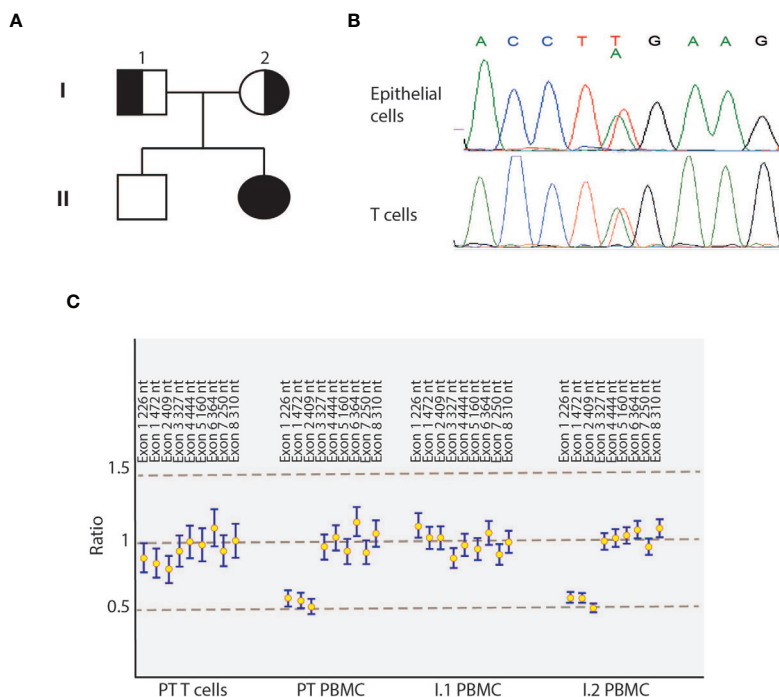 A
1
2
I
II
B
A C C T T G A A G
A
Epithelial
cells
T cells
C
Exon 1 226 nt
Exon 1 472 nt
Exon 2 409 nt
Exon 3 327 nt
Exon 4 444 nt
Exon 5 160 nt
Exon 6 364 nt
Exon 7 250 nt
Exon 8 310 nt
Exon 1 226 nt
Exon 1 472 nt
Exon 2 409 nt
Exon 3 327 nt
Exon 4 444 nt
Exon 5 160 nt
Exon 6 364 nt
Exon 7 250 nt
Exon 8 310 nt
Exon 1 226 nt
Exon 1 472 nt
Exon 2 409 nt
Exon 3 327 nt
Exon 4 444 nt
Exon 5 160 nt
Exon 6 364 nt
Exon 7 250 nt
Exon 8 310 nt
Exon 1 226 nt
Exon 1 472 nt
Exon 2 409 nt
Exon 3 327 nt
Exon 4 444 nt
Exon 5 160 nt
Exon 6 364 nt
Exon 7 250 nt
Exon 8 310 nt
1.5
1
0.5
Ratio
PT T cells
PT PBMC
I.1 PBMC
I.2 PBMC